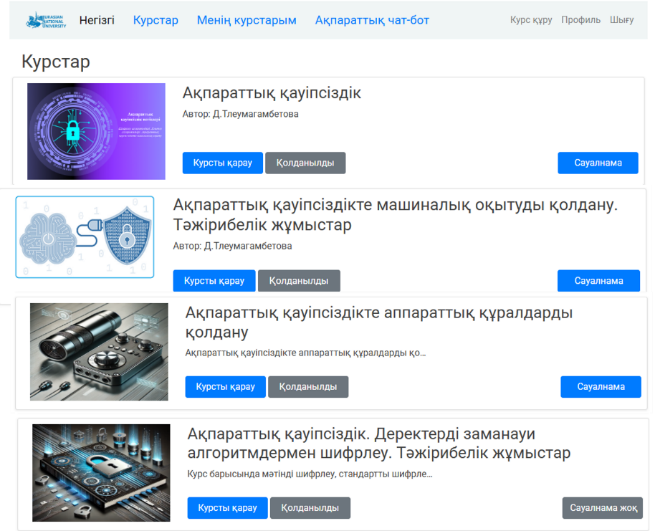 EURASIAN
NATIONAL
UNIVERSITY
Негізгі Курстар Менің курстарым Ақпараттық чат-бот Курс құру Профиль Шығу
Курстар
Ақпараттық қауіпсіздік
Автор: Д.Тлеумагамбетова
Курсты қарау Қолданылды Сауалнама
Ақпараттық қауіпсіздікте машиналық оқытуды қолдану.
Тәжірибелік жұмыстар
Автор: Д.Тлеумагамбетова
Курсты қарау Қолданылды Сауалнама
Ақпараттық қауіпсіздікте аппараттық құралдарды
қолдану
Ақпараттық қауіпсіздікте аппараттық құралдарды қо...
Курсты қарау Қолданылды Сауалнама
Ақпараттық қауіпсіздік. Деректерді заманауи
алгоритмдермен шифрлеу. Тәжірибелік жұмыстар
Курс барысында мәтінді шифрлеу, стандартты шифрле...
Курсты қарау Қолданылды Сауалнама жоқ